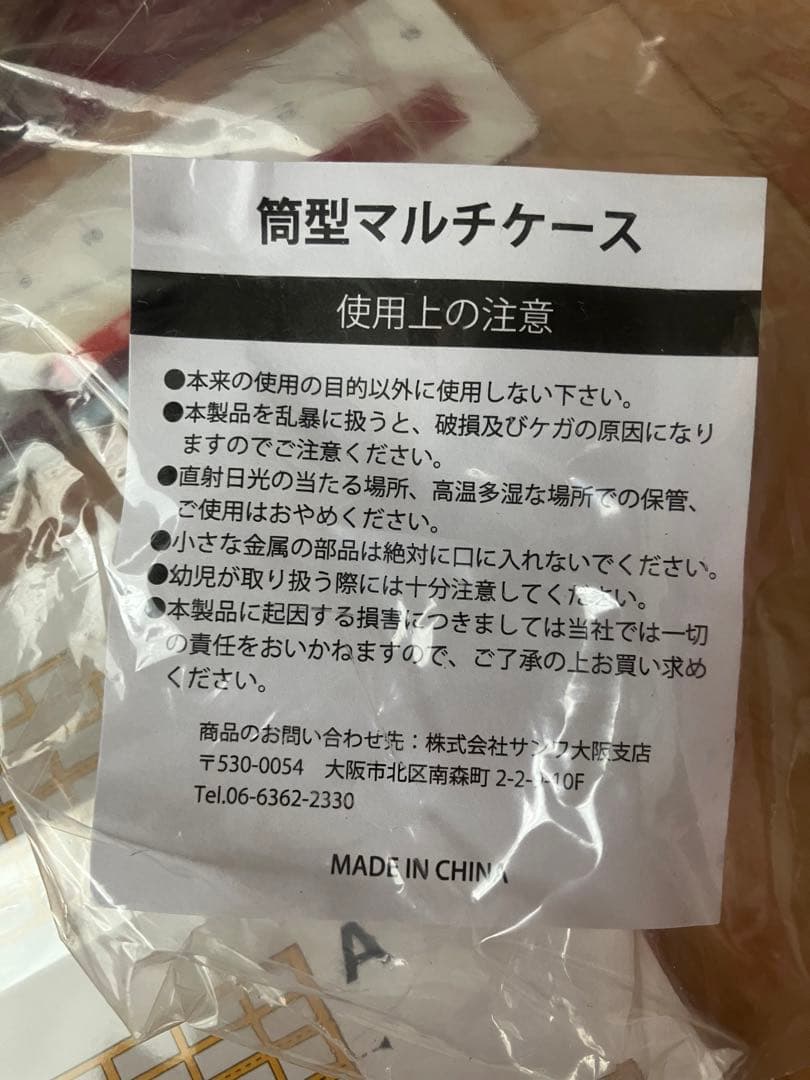 筒型マルチケース
使用上の注意
●本来の使用の目的以外に使用しない下さい。
●本製品を乱暴に扱うと、破損及びケガの原因になり
ますのでご注意ください。
●直射日光の当たる場所、高温多湿な場所での保管、
ご使用はおやめください。
●小さな金属の部品は絶対に口に入れないでください。
●幼児が取り扱う際には十分注意してください。
●本製品に起因する損害につきましては当社では一切
の責任をおいかねますので、ご了承の上お買い求め
ください。
商品のお問い合わせ先：株式会社サンワ大阪支店
〒530-0054 大阪市北区南森町
Tel.06-6362-2330
MADE IN CHINA
A